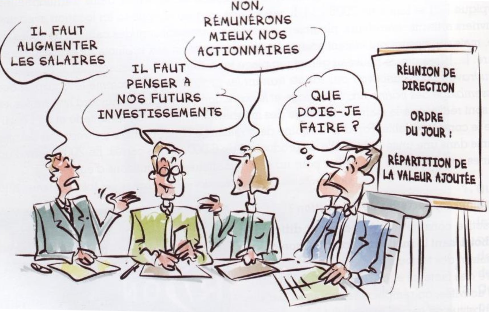 IL FAUT
AUGMENTER
LES SALAIRES
IL FAUT
PENSER A
NOS FUTURS
INVESTISSEMENTS
NON,
RÉMUNÉRONS
MIEUX NOS
ACTIONNAIRES
QUE
DOIS-JE
FAIRE ?
RÉUNION DE
DIRECTION
ORDRE
DU JOUR :
RÉPARTITION DE
LA VALEUR AJOUTÉE